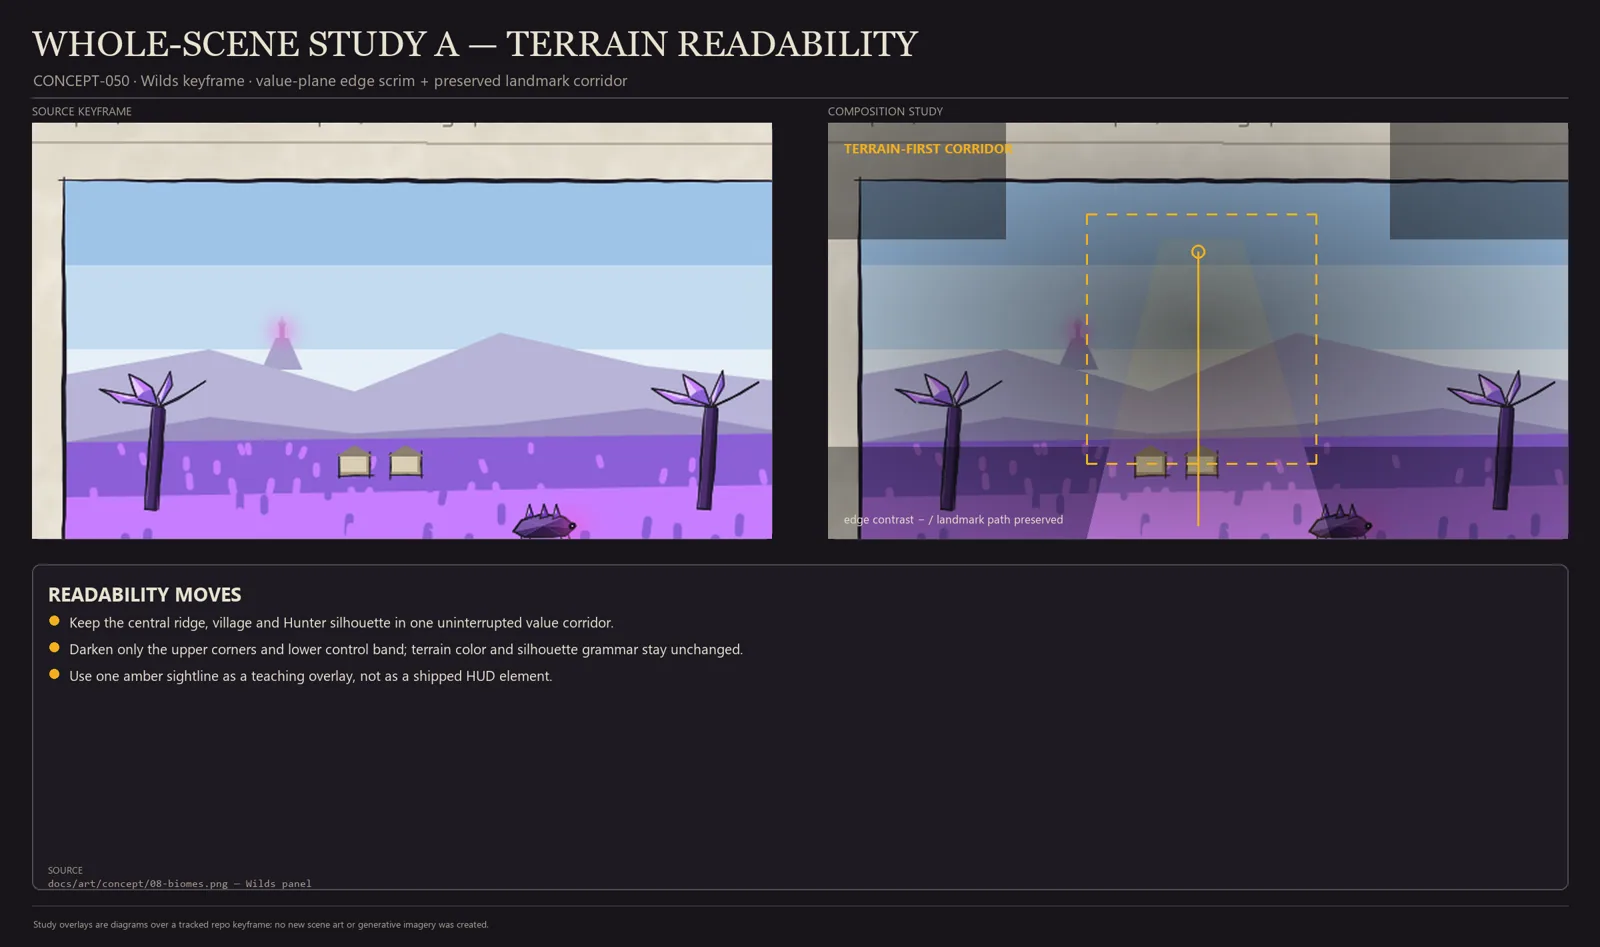 WHOLE-SCENE STUDY A — TERRAIN READABILITY
CONCEPT-050 · Wilds keyframe · value-plane edge scrim + preserved landmark corridor
SOURCE KEYFRAME
COMPOSITION STUDY
TERRAIN-FIRST CORRIDOR
edge contrast − / landmark path preserved
READABILITY MOVES
Keep the central ridge, village and Hunter silhouette in one uninterrupted value corridor.
Darken only the upper corners and lower control band; terrain color and silhouette grammar stay unchanged.
Use one amber sightline as a teaching overlay, not as a shipped HUD element.
SOURCE
docs/art/concept/08-biomes.png — Wilds panel
Study overlays are diagrams over a tracked repo keyframe; no new scene art or generative imagery was created.